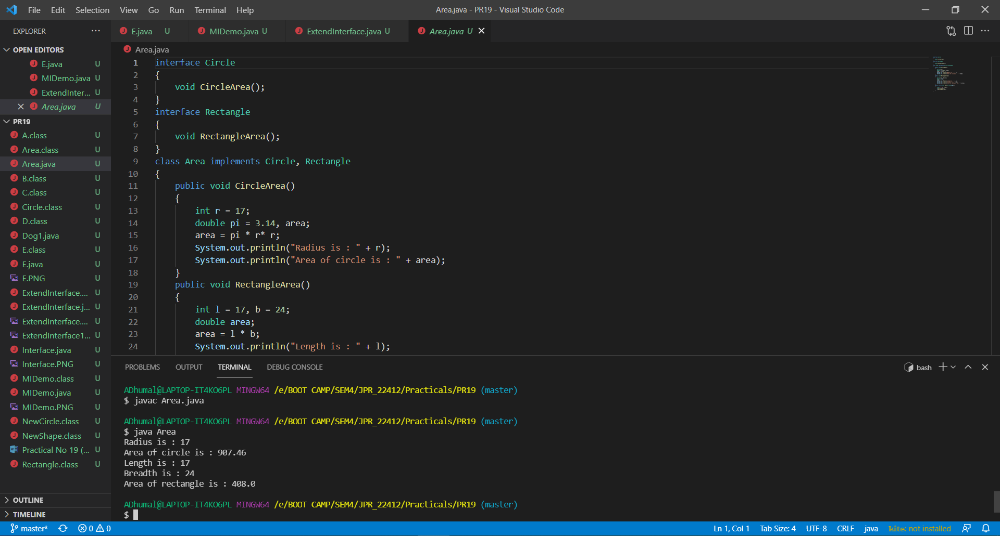 File Edit Selection View Go Run Terminal Help
Area.java - PR19 - Visual Studio Code
EXPLORER
OPEN EDITORS
E.java U
MIDemo.java U
ExtendInter... U
Area.java U
PR19
A.class U
Area.class U
Area.java U
B.class U
C.class U
Circle.class U
D.class U
Dog1.java U
E.class U
E.java U
E.PNG U
ExtendInterface.... U
ExtendInterface.j... U
ExtendInterface.... U
ExtendInterface1... U
Interface.java U
Interface.PNG U
MIDemo.class U
MIDemo.java U
MIDemo.PNG U
NewCircle.class U
NewShape.class U
Practical No 19 (... U
Rectangle.class U
OUTLINE
TIMELINE
E.java U MIDemo.java U ExtendInterface.java U Area.java U
Area.java
1 interface Circle
2 {
3 void CircleArea();
4 }
5 interface Rectangle
6 {
7 void RectangleArea();
8 }
9 class Area implements Circle, Rectangle
10 {
11 public void CircleArea()
12 {
13 int r = 17;
14 double pi = 3.14, area;
15 area = pi * r* r;
16 System.out.println("Radius is : " + r);
17 System.out.println("Area of circle is : " + area);
18 }
19 public void RectangleArea()
20 {
21 int l = 17, b = 24;
22 double area;
23 area = l * b;
24 System.out.println("Length is : " + l);
PROBLEMS OUTPUT TERMINAL DEBUG CONSOLE
bash
ADhumal@LAPTOP-IT4KO6PL MINGW64 /e/BOOT CAMP/SEM4/JPR_22412/Practicals/PR19 (master)
$ javac Area.java
ADhumal@LAPTOP-IT4KO6PL MINGW64 /e/BOOT CAMP/SEM4/JPR_22412/Practicals/PR19 (master)
$ java Area
Radius is : 17
Area of circle is : 907.46
Length is : 17
Breadth is : 24
Area of rectangle is : 408.0
ADhumal@LAPTOP-IT4KO6PL MINGW64 /e/BOOT CAMP/SEM4/JPR_22412/Practicals/PR19 (master)
$
master* 0 0
Ln 1, Col 1 Tab Size: 4 UTF-8 CRLF java kite: not installed